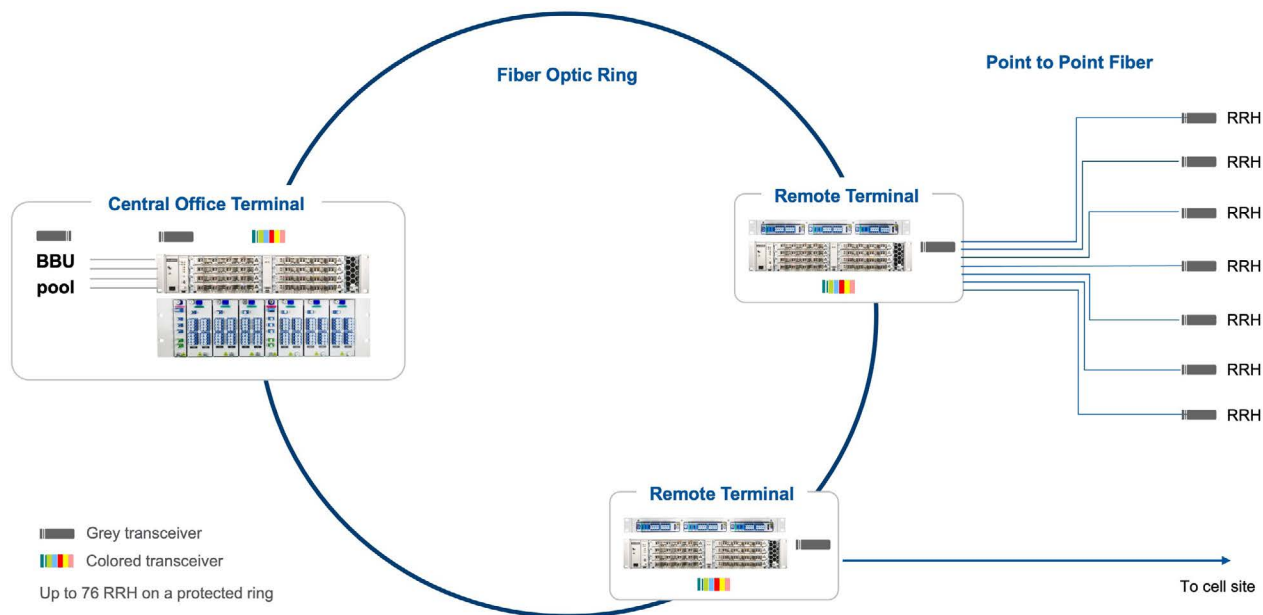 Fiber Optic Ring
Point to Point Fiber
RRH
RRH
RRH
RRH
RRH
RRH
RRH
Central Office Terminal
BBU
pool
Remote Terminal
Remote Terminal
Grey transceiver
Colored transceiver
Up to 76 RRH on a protected ring
To cell site